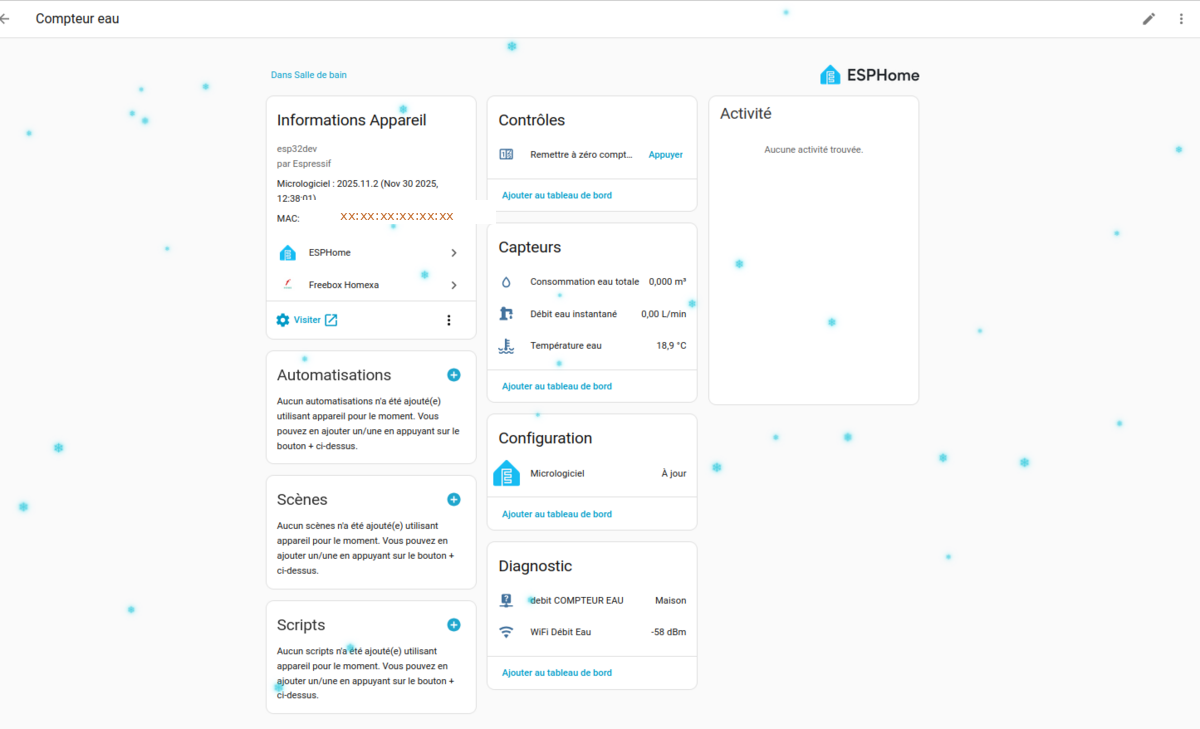 Compteur eau
Dans Salle de bain
ESPHome
Informations Appareil
esp32dev
par Espressif
Micrologiciel : 2025.11.2 (Nov 30 2025,
12:38:01)
MAC: XX:XX:XX:XX:XX:XX
ESPHome
Freebox Homexa
Visiter
Automatisations
Aucun automatisations n'a été ajouté(e)
utilisant appareil pour le moment. Vous
pouvez en ajouter un/une en appuyant sur le
bouton + ci-dessus.
Scènes
Aucun scènes n'a été ajouté(e) utilisant
appareil pour le moment. Vous pouvez en
ajouter un/une en appuyant sur le bouton +
ci-dessus.
Scripts
Aucun scripts n'a été ajouté(e) utilisant
appareil pour le moment. Vous pouvez en
ajouter un/une en appuyant sur le bouton +
ci-dessus.
Contrôles
Remettre à zéro compt... Appuyer
Ajouter au tableau de bord
Capteurs
Consommation eau totale 0,000 m³
Débit eau instantané 0,00 L/min
Température eau 18,9 °C
Ajouter au tableau de bord
Configuration
Micrologiciel À jour
Ajouter au tableau de bord
Diagnostic
debit COMPTEUR EAU Maison
WiFi Débit Eau -58 dBm
Ajouter au tableau de bord
Activité
Aucune activité trouvée.